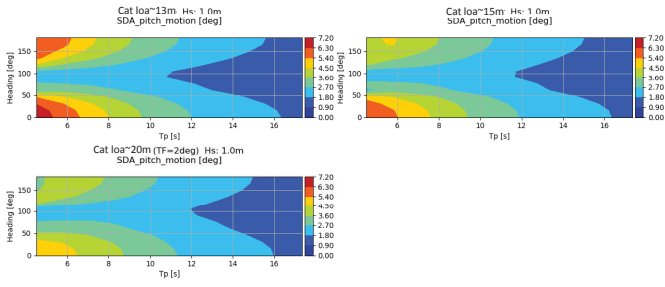 Cat loa~13m Hs: 1.0m
SDA_pitch_motion [deg]
Heading [deg]
150
100
50
0
6 8 10 12 14 16
Tp [s]
7.20
6.30
5.40
4.50
3.60
2.70
1.80
0.90
0.00
Cat loa~15m Hs: 1.0m
SDA_pitch_motion [deg]
Heading [deg]
150
100
50
0
6 8 10 12 14 16
Tp [s]
7.20
6.30
5.40
4.50
3.60
2.70
1.80
0.90
0.00
Cat loa~20m (TF=2deg) Hs: 1.0m
SDA_pitch_motion [deg]
Heading [deg]
150
100
50
0
6 8 10 12 14 16
Tp [s]
7.20
6.30
5.40
4.50
3.60
2.70
1.80
0.90
0.00